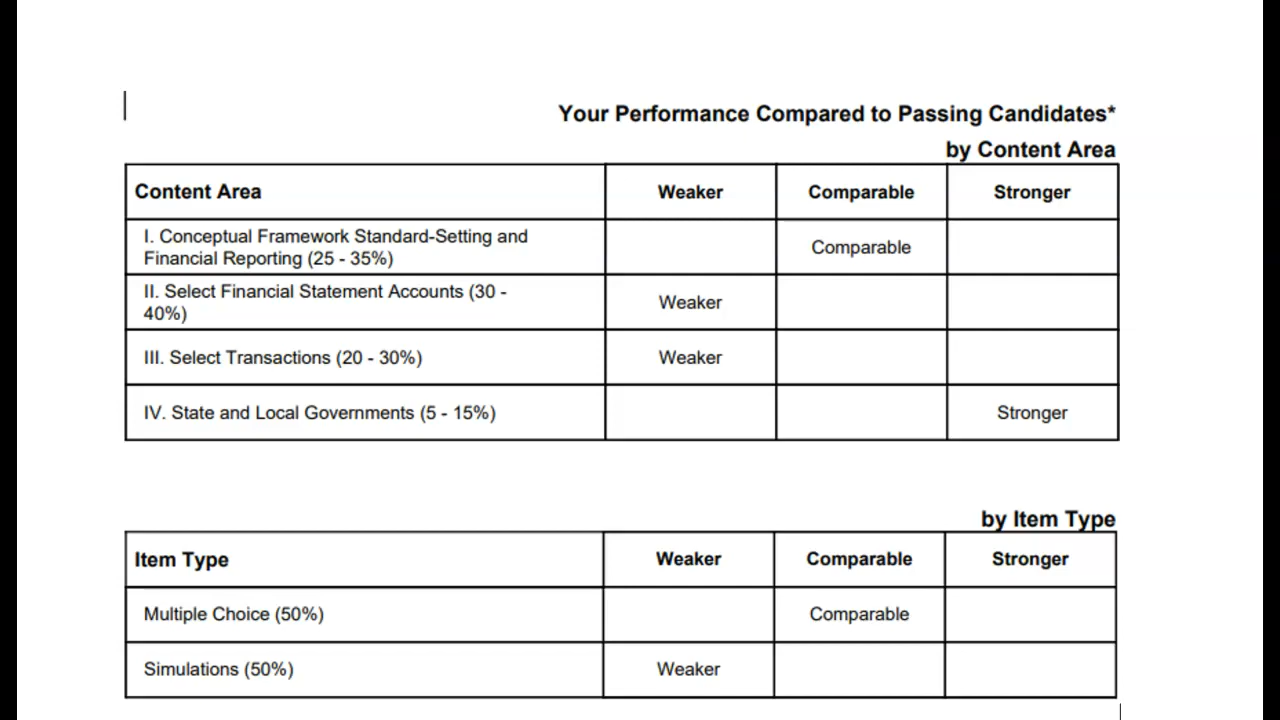 Your Performance Compared to Passing Candidates*
by Content Area
Content Area Weaker Comparable Stronger
I. Conceptual Framework Standard-Setting and
Financial Reporting (25 - 35%) Comparable
II. Select Financial Statement Accounts (30 -
40%) Weaker
III. Select Transactions (20 - 30%) Weaker
IV. State and Local Governments (5 - 15%) Stronger
by Item Type
Item Type Weaker Comparable Stronger
Multiple Choice (50%) Comparable
Simulations (50%) Weaker